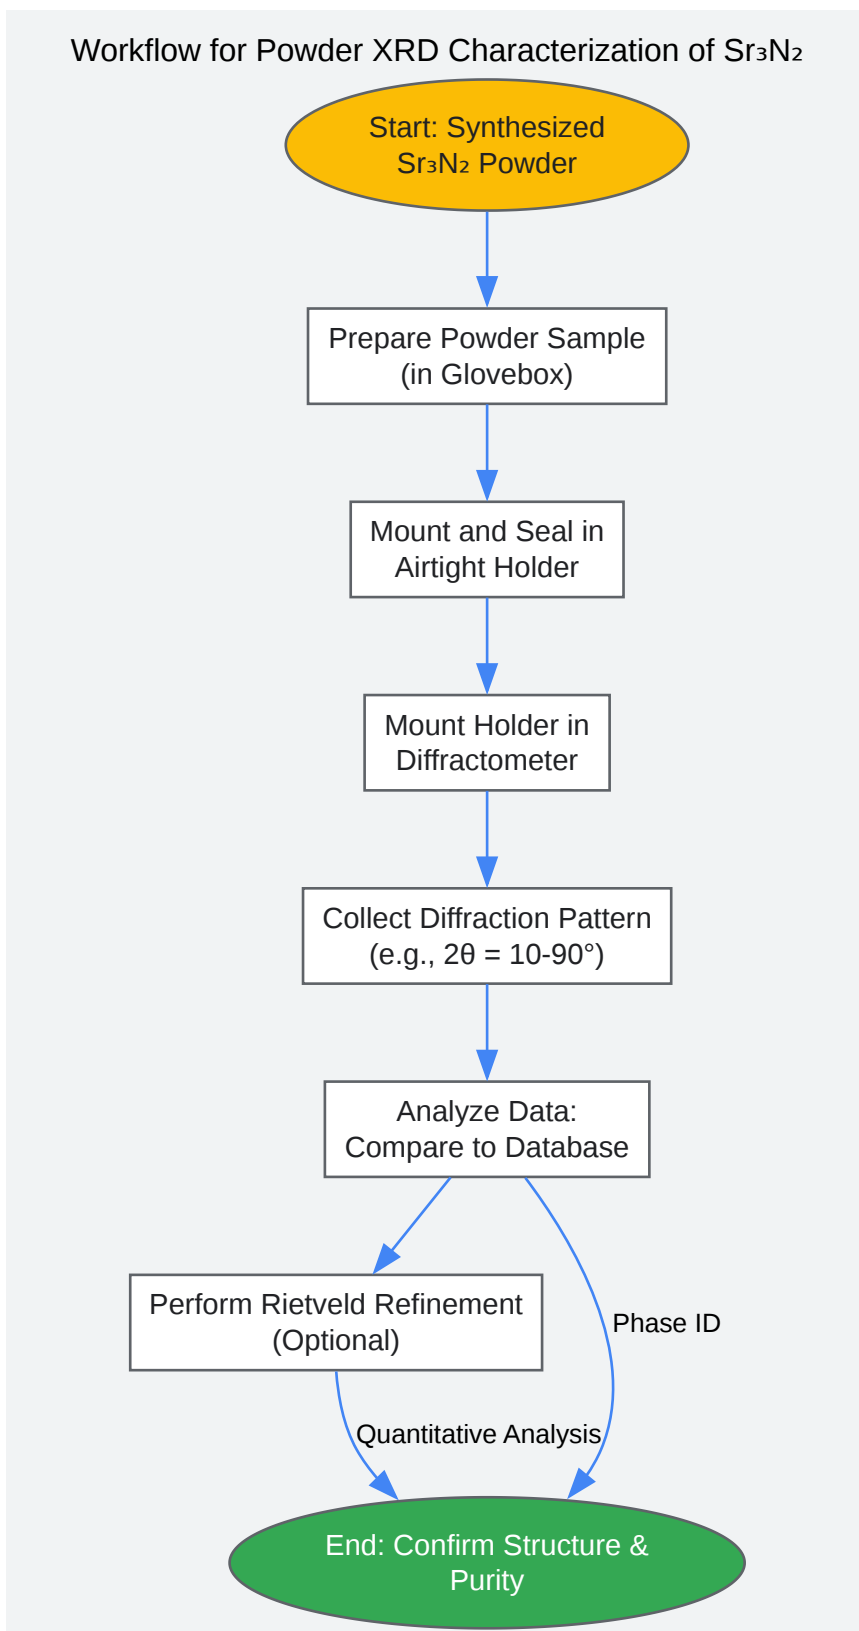 Workflow for Powder XRD Characterization of Sr₃N₂
Start: Synthesized
Sr₃N₂ Powder
Prepare Powder Sample
(in Glovebox)
Mount and Seal in
Airtight Holder
Mount Holder in
Diffractometer
Collect Diffraction Pattern
(e.g., 2θ = 10-90°)
Analyze Data:
Compare to Database
Perform Rietveld Refinement
(Optional)
Phase ID
Quantitative Analysis
End: Confirm Structure &
Purity